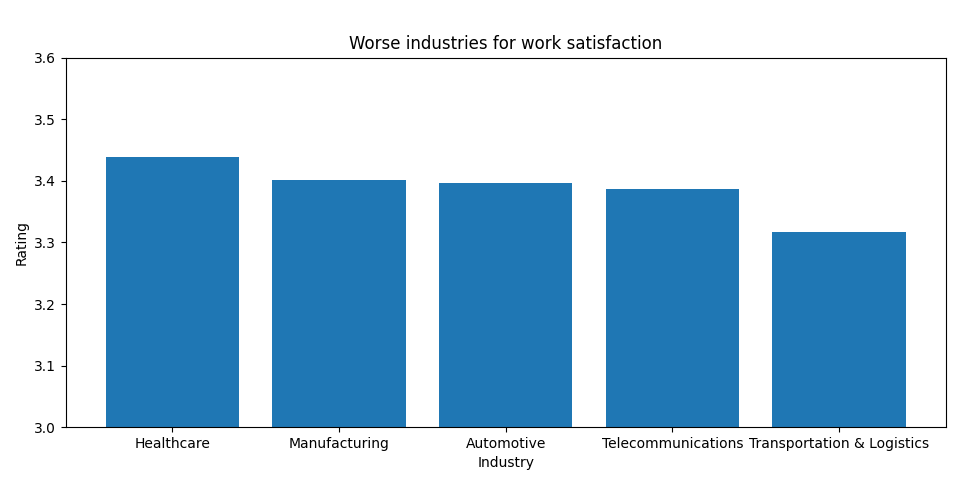 Worse industries for work satisfaction
3.6
3.5
3.4
3.3
3.2
3.1
3.0
Rating
Healthcare
Manufacturing
Automotive
Telecommunications
Transportation & Logistics
Industry